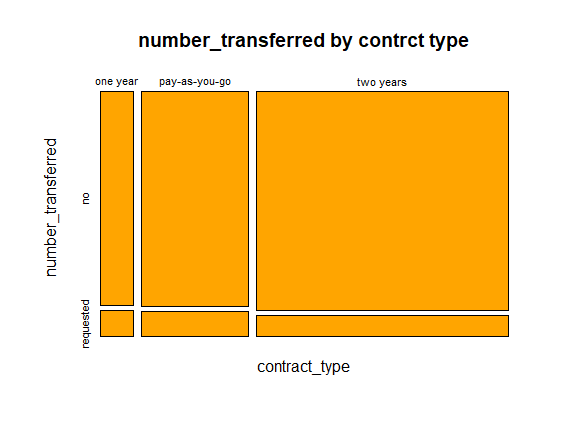 number_transferred by contrct type
one year
pay-as-you-go
two years
number_transferred
no
requested
contract_type